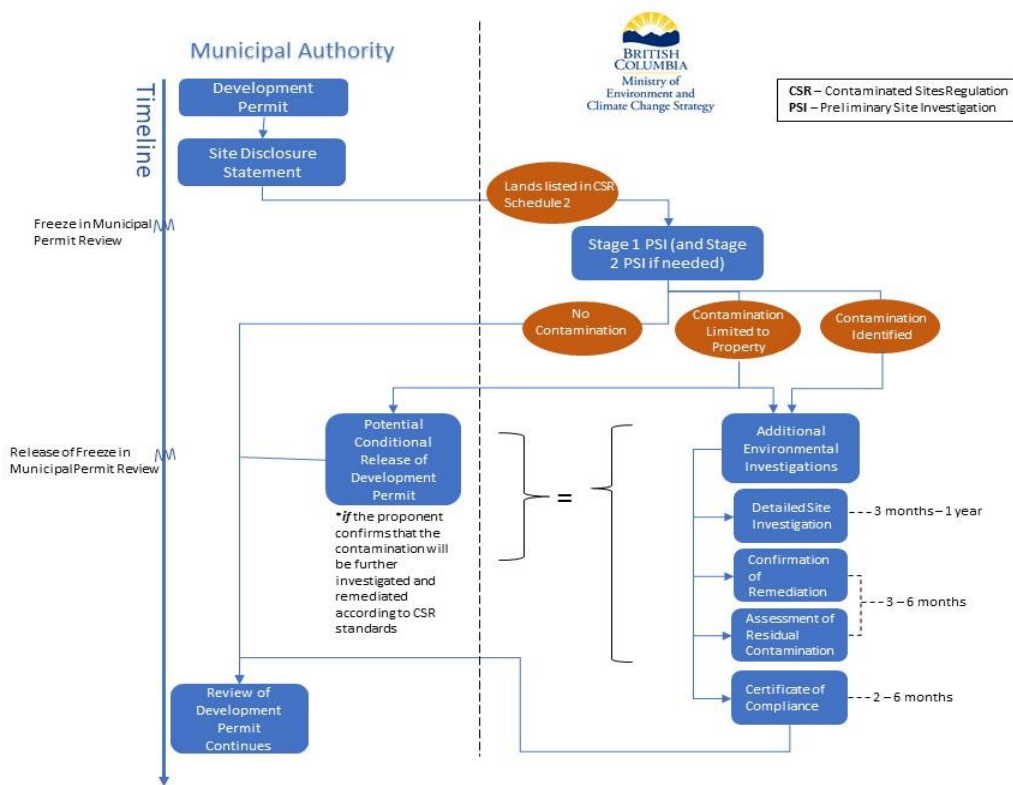 Municipal Authority
BRITISH
COLUMBIA
Ministry of
Environment and
Climate Change Strategy
CSR – Contaminated Sites Regulation
PSI – Preliminary Site Investigation
Timeline
Development
Permit
Site Disclosure
Statement
Lands listed in CSR
Schedule 2
Freeze in Municipal
Permit Review
Stage 1 PSI (and Stage
2 PSI if needed)
No
Contamination
Contamination
Limited to
Property
Contamination
Identified
Potential
Conditional
Release of
Development
Permit
*if the proponent
confirms that the
contamination will
be further
investigated and
remediated
according to CSR
standards
=
Additional
Environmental
Investigations
Release of Freeze in
Municipal Permit Review
Detailed Site
Investigation
3 months – 1 year
Confirmation
of
Remediation
3 – 6 months
Assessment of
Residual
Contamination
Certificate of
Compliance
2 – 6 months
Review of
Development
Permit
Continues